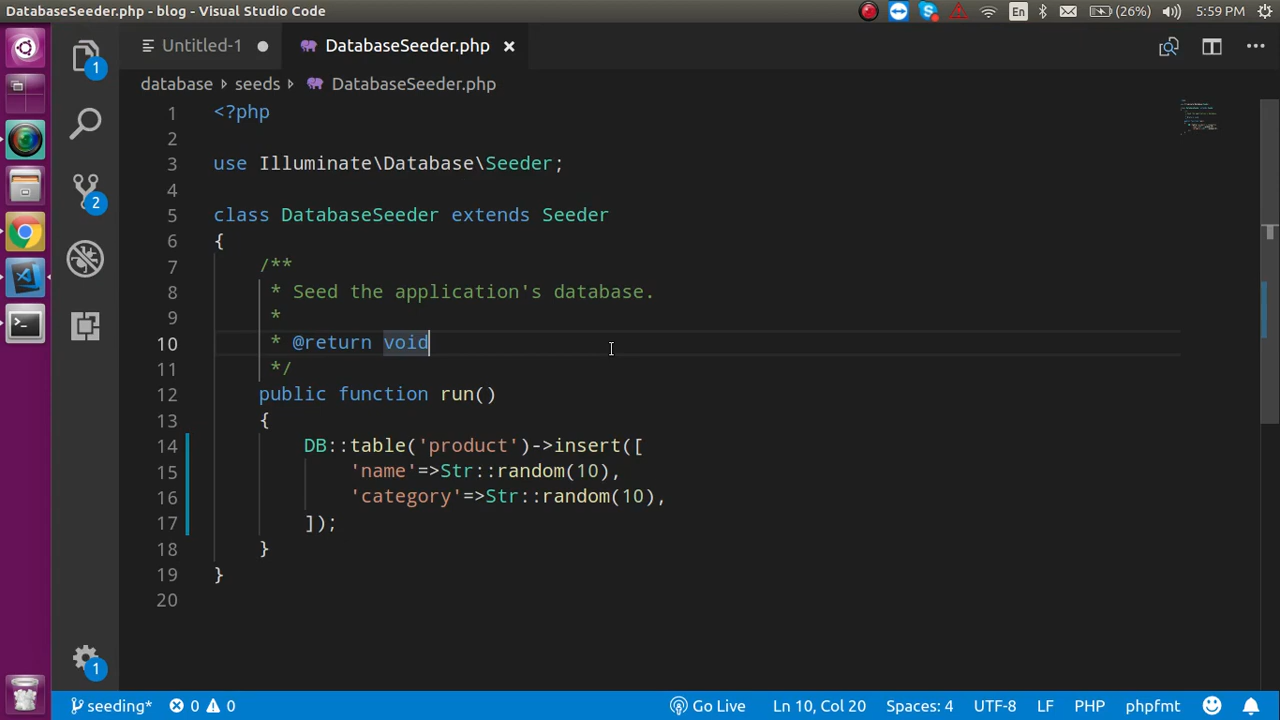 DatabaseSeeder.php - blog - Visual Studio Code En (26%) 5:59 PM
1 Untitled-1 DatabaseSeeder.php
database › seeds › DatabaseSeeder.php
1 <?php
2
3 use Illuminate\Database\Seeder;
4
5 class DatabaseSeeder extends Seeder
2
6 {
7 /**
8 * Seed the application's database.
9 *
10 * @return void
11 */
12 public function run()
13 {
14 DB::table('product')->insert([
15 'name'=>Str::random(10),
16 'category'=>Str::random(10),
17 ]);
18 }
19 }
20
1
seeding* 0 0 Go Live Ln 10, Col 20 Spaces: 4 UTF-8 LF PHP phpfmt